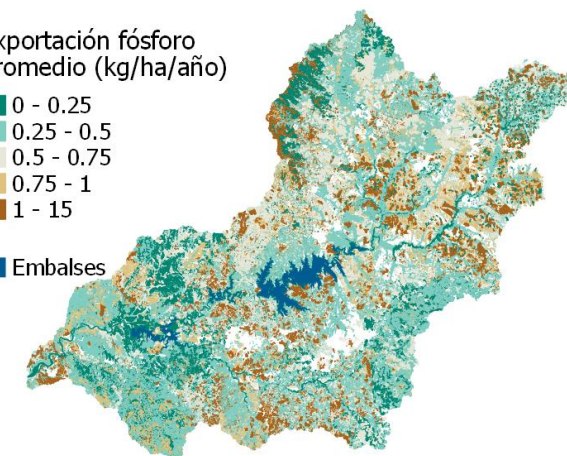 xportación fósforo
romedio (kg/ha/año)
0 - 0.25
0.25 - 0.5
0.5 - 0.75
0.75 - 1
1 - 15
Embalses